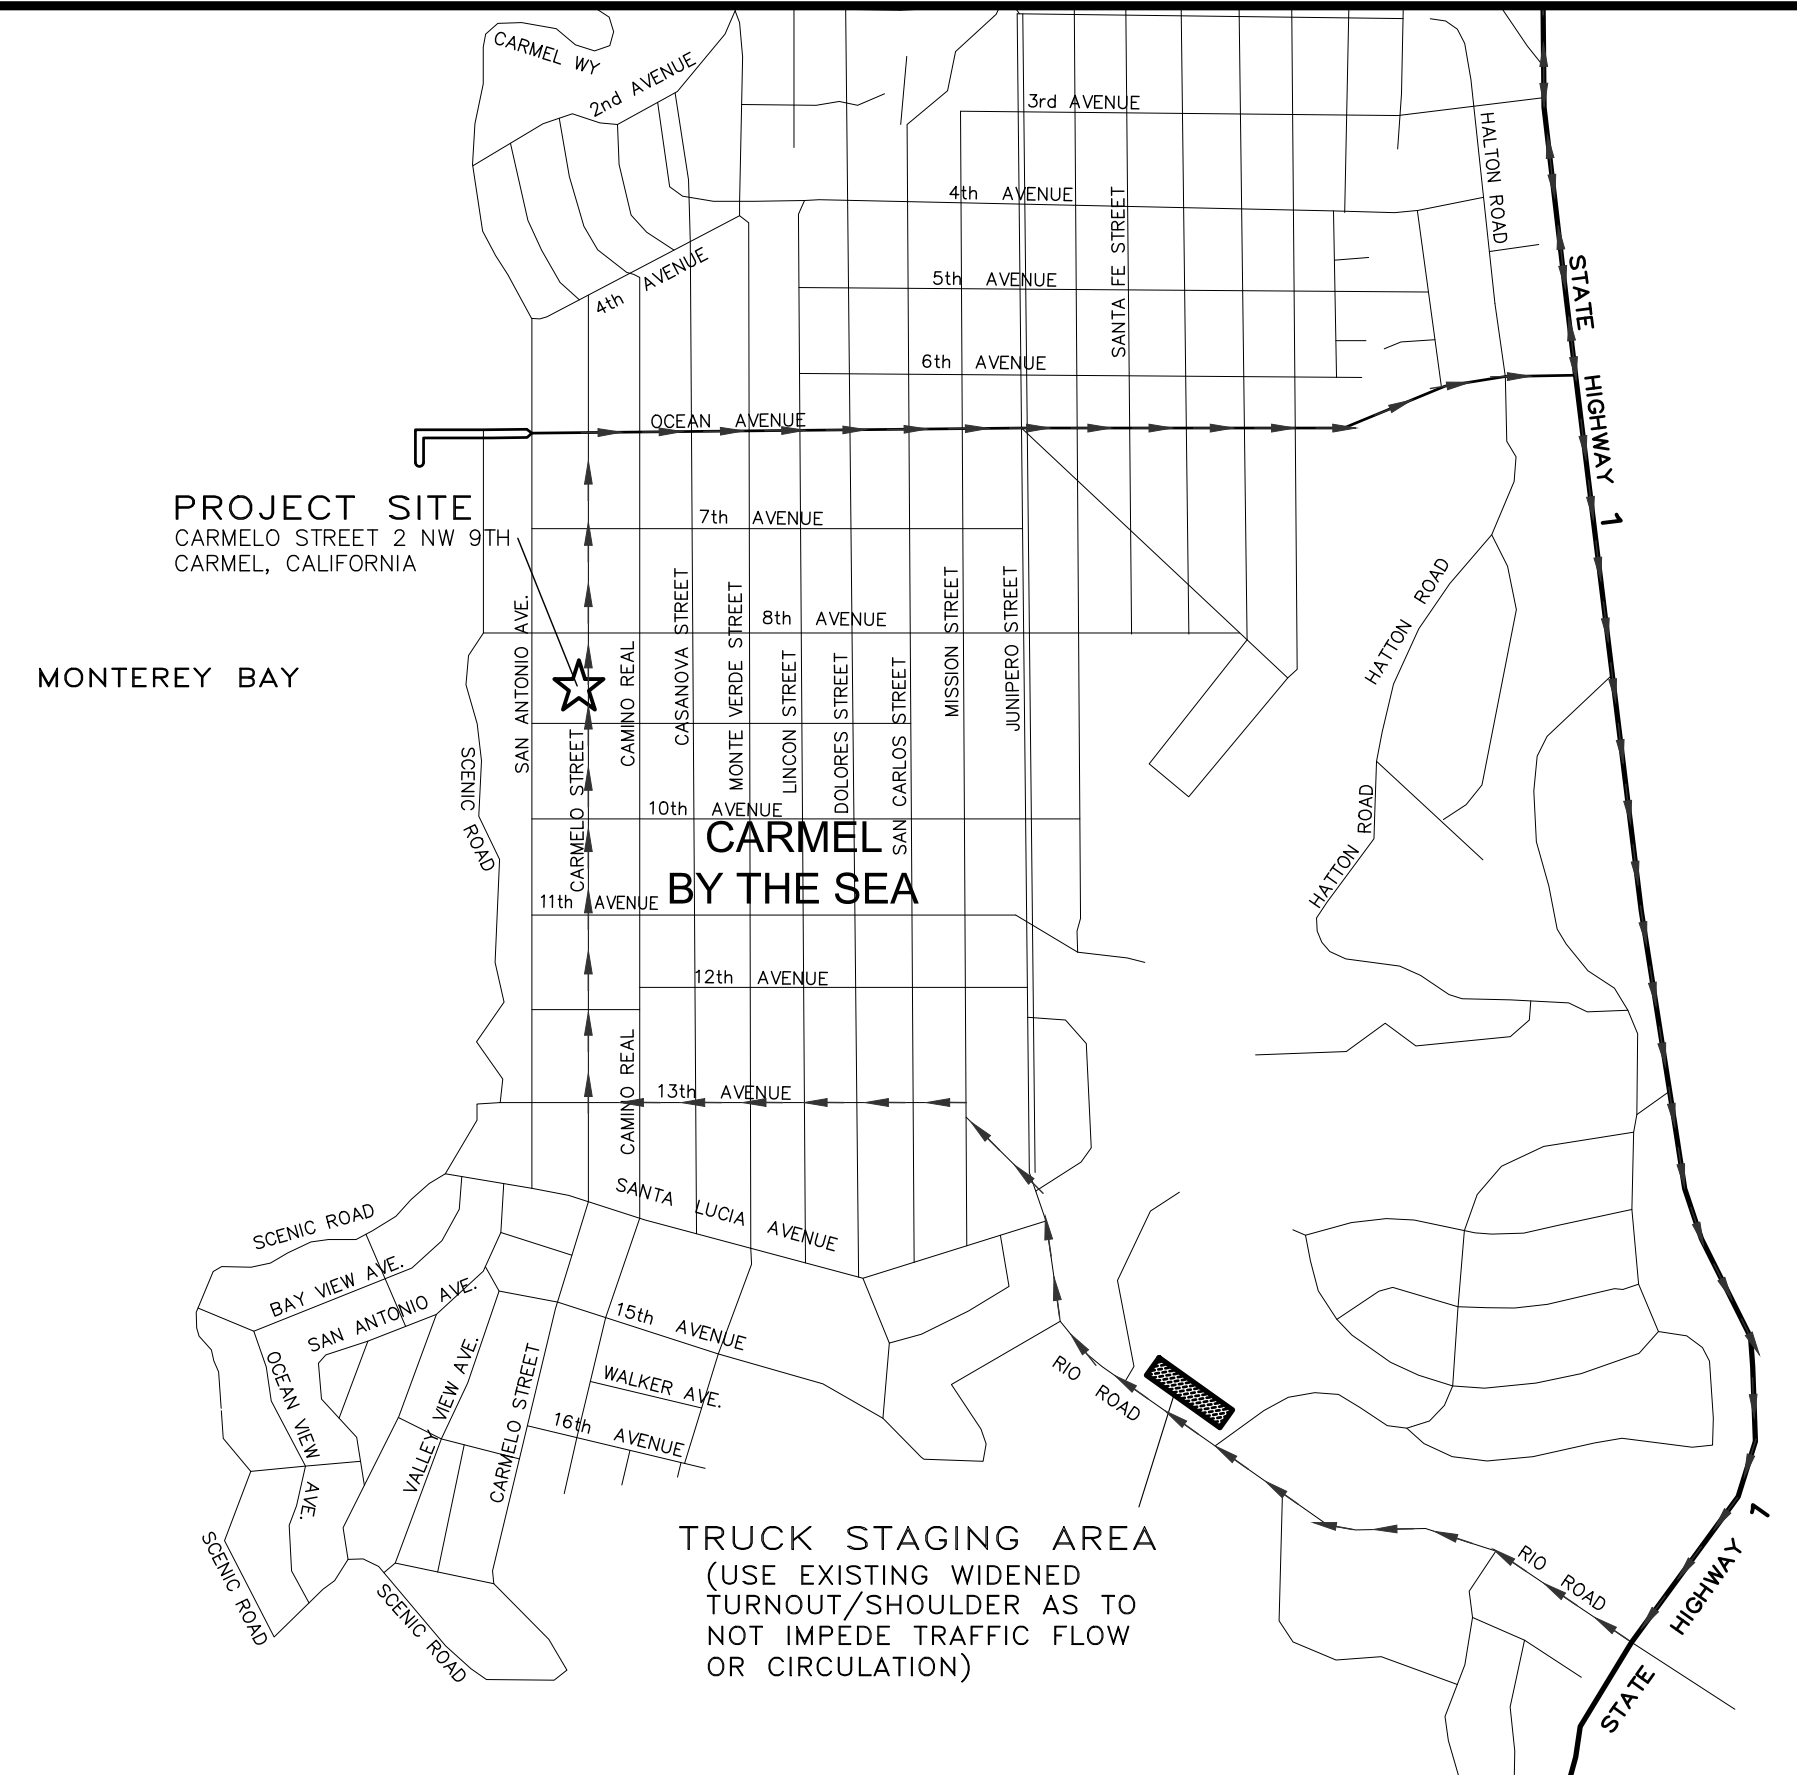 CARMEL WY
2nd AVENUE
3rd AVENUE
HALTON ROAD
4th AVENUE
SANTA FE STREET
4th AVENUE
5th AVENUE
STATE HIGHWAY 1
6th AVENUE
OCEAN AVENUE
PROJECT SITE
CARMELO STREET 2 NW 9TH
CARMEL, CALIFORNIA
7th AVENUE
HATTON ROAD
8th AVENUE
SAN ANTONIO AVE.
CAMINO REAL
CASANOVA STREET
MONTE VERDE STREET
LINCON STREET
DOLORES STREET
SAN CARLOS STREET
MISSION STREET
JUNIPERO STREET
MONTEREY BAY
SCENIC ROAD
CARMELO STREET
10th AVENUE
CARMEL
BY THE SEA
HATTON ROAD
11th AVENUE
12th AVENUE
CAMINO REAL
13th AVENUE
SANTA LUCIA AVENUE
SCENIC ROAD
BAY VIEW AVE.
SAN ANTONIO AVE.
15th AVENUE
OCEAN VIEW AVE.
VALLEY VIEW AVE.
CARMELO STREET
WALKER AVE.
16th AVENUE
RIO ROAD
SCENIC ROAD
SCENIC ROAD
TRUCK STAGING AREA
(USE EXISTING WIDENED
TURNOUT/SHOULDER AS TO
NOT IMPEDE TRAFFIC FLOW
OR CIRCULATION)
RIO ROAD
STATE HIGHWAY 1